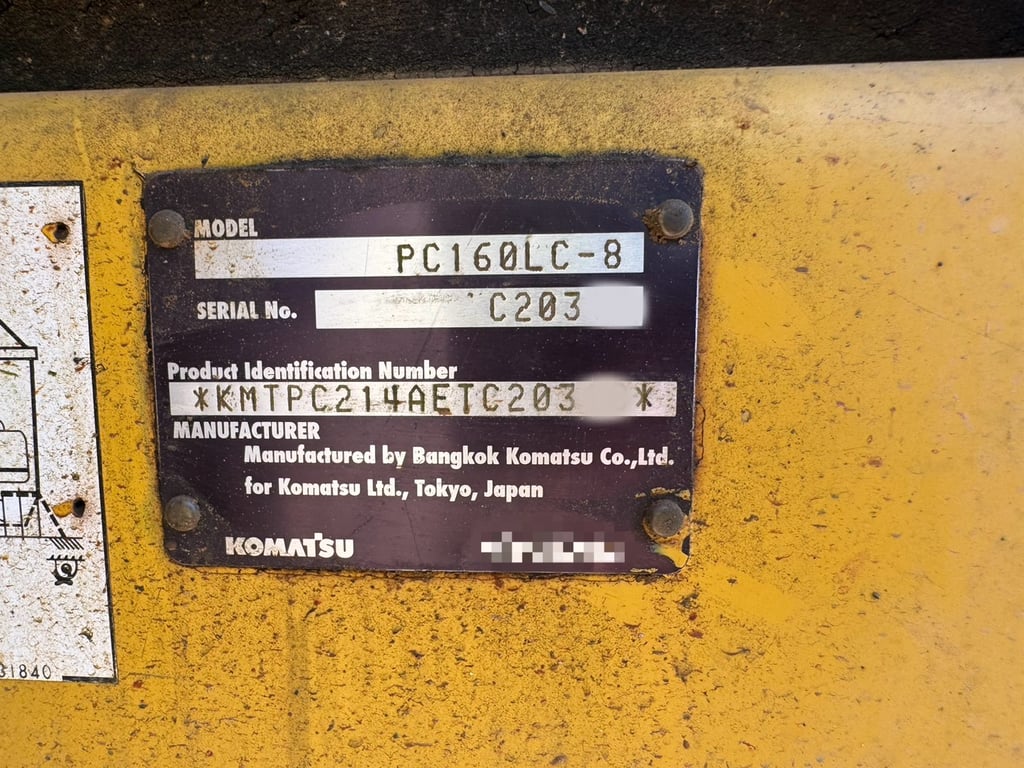 MODEL
PC160LC-8
SERIAL No.
C203
Product Identification Number
*KMTPC214AETC203 *
MANUFACTURER
Manufactured by Bangkok Komatsu Co.,Ltd.
for Komatsu Ltd., Tokyo, Japan
KOMATSU
31840